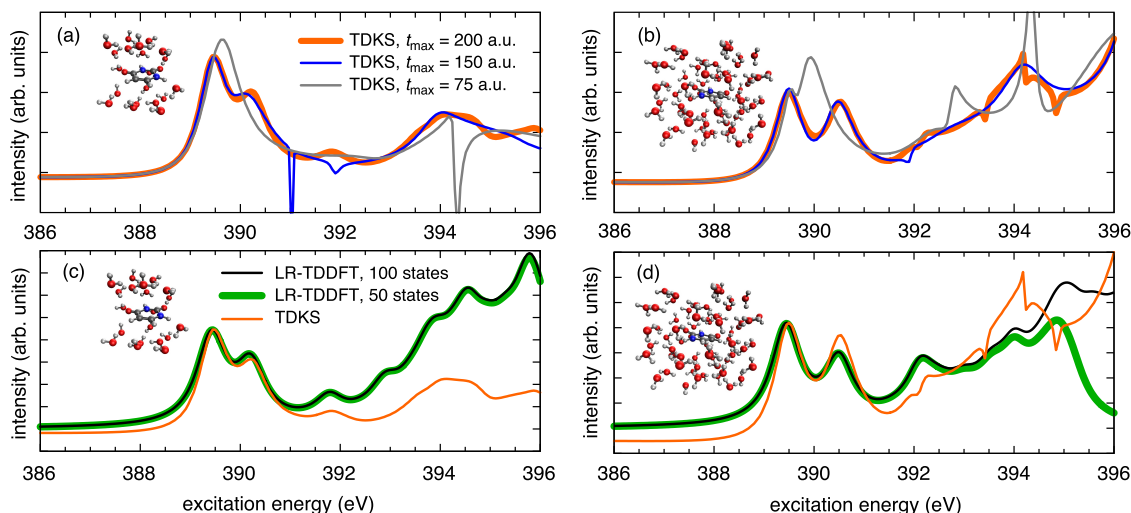 (a)
TDKS, tmax = 200 a.u.
TDKS, tmax = 150 a.u.
TDKS, tmax = 75 a.u.
intensity (arb. units)
386 388 390 392 394 396
(b)
intensity (arb. units)
386 388 390 392 394 396
(c)
LR-TDDFT, 100 states
LR-TDDFT, 50 states
TDKS
intensity (arb. units)
386 388 390 392 394 396
excitation energy (eV)
(d)
intensity (arb. units)
386 388 390 392 394 396
excitation energy (eV)